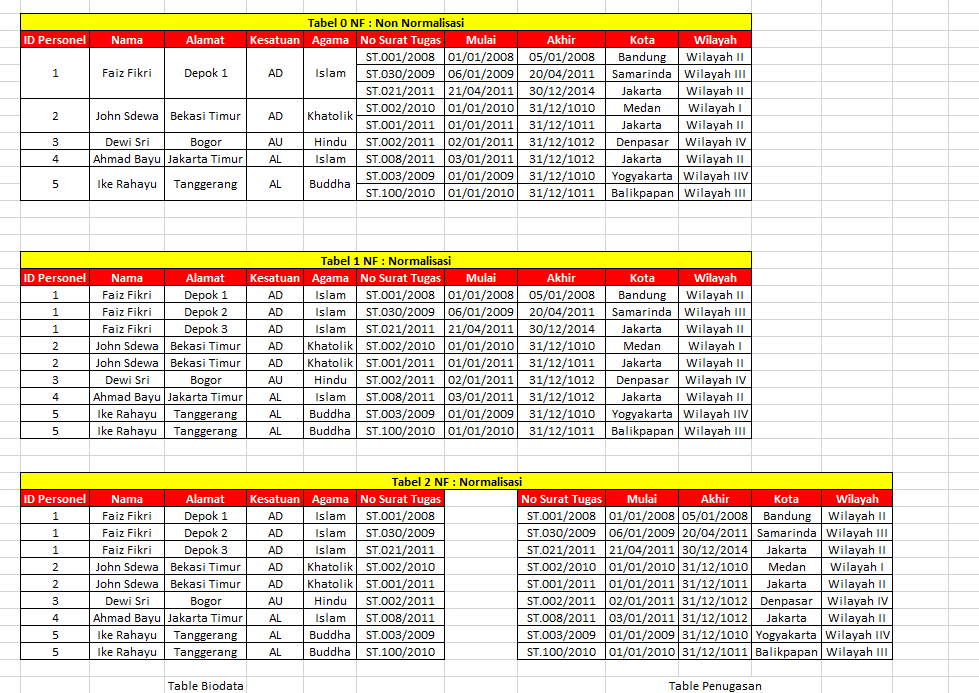 Tabel 0 NF : Non Normalisasi
ID Personel Nama Alamat Kesatuan Agama No Surat Tugas Mulai Akhir Kota Wilayah
1 Faiz Fikri Depok 1 AD Islam ST.001/2008 01/01/2008 05/01/2008 Bandung Wilayah II
ST.030/2009 06/01/2009 20/04/2011 Samarinda Wilayah III
ST.021/2011 21/04/2011 30/12/2014 Jakarta Wilayah II
2 John Sdewa Bekasi Timur AD Khatolik ST.002/2010 01/01/2010 31/12/1010 Medan Wilayah I
ST.001/2011 01/01/2011 31/12/1011 Jakarta Wilayah II
3 Dewi Sri Bogor AU Hindu ST.002/2011 02/01/2011 31/12/1012 Denpasar Wilayah IV
4 Ahmad Bayu Jakarta Timur AL Islam ST.008/2011 03/01/2011 31/12/1012 Jakarta Wilayah II
5 Ike Rahayu Tanggerang AL Buddha ST.003/2009 01/01/2009 31/12/1010 Yogyakarta Wilayah IIV
ST.100/2010 01/01/2010 31/12/1011 Balikpapan Wilayah III
Tabel 1 NF : Normalisasi
ID Personel Nama Alamat Kesatuan Agama No Surat Tugas Mulai Akhir Kota Wilayah
1 Faiz Fikri Depok 1 AD Islam ST.001/2008 01/01/2008 05/01/2008 Bandung Wilayah II
1 Faiz Fikri Depok 2 AD Islam ST.030/2009 06/01/2009 20/04/2011 Samarinda Wilayah III
1 Faiz Fikri Depok 3 AD Islam ST.021/2011 21/04/2011 30/12/2014 Jakarta Wilayah II
2 John Sdewa Bekasi Timur AD Khatolik ST.002/2010 01/01/2010 31/12/1010 Medan Wilayah I
2 John Sdewa Bekasi Timur AD Khatolik ST.001/2011 01/01/2011 31/12/1011 Jakarta Wilayah II
3 Dewi Sri Bogor AU Hindu ST.002/2011 02/01/2011 31/12/1012 Denpasar Wilayah IV
4 Ahmad Bayu Jakarta Timur AL Islam ST.008/2011 03/01/2011 31/12/1012 Jakarta Wilayah II
5 Ike Rahayu Tanggerang AL Buddha ST.003/2009 01/01/2009 31/12/1010 Yogyakarta Wilayah IIV
5 Ike Rahayu Tanggerang AL Buddha ST.100/2010 01/01/2010 31/12/1011 Balikpapan Wilayah III
Tabel 2 NF : Normalisasi
ID Personel Nama Alamat Kesatuan Agama No Surat Tugas No Surat Tugas Mulai Akhir Kota Wilayah
1 Faiz Fikri Depok 1 AD Islam ST.001/2008 ST.001/2008 01/01/2008 05/01/2008 Bandung Wilayah II
1 Faiz Fikri Depok 2 AD Islam ST.030/2009 ST.030/2009 06/01/2009 20/04/2011 Samarinda Wilayah III
1 Faiz Fikri Depok 3 AD Islam ST.021/2011 ST.021/2011 21/04/2011 30/12/2014 Jakarta Wilayah II
2 John Sdewa Bekasi Timur AD Khatolik ST.002/2010 ST.002/2010 01/01/2010 31/12/1010 Medan Wilayah I
2 John Sdewa Bekasi Timur AD Khatolik ST.001/2011 ST.001/2011 01/01/2011 31/12/1011 Jakarta Wilayah II
3 Dewi Sri Bogor AU Hindu ST.002/2011 ST.002/2011 02/01/2011 31/12/1012 Denpasar Wilayah IV
4 Ahmad Bayu Jakarta Timur AL Islam ST.008/2011 ST.008/2011 03/01/2011 31/12/1012 Jakarta Wilayah II
5 Ike Rahayu Tanggerang AL Buddha ST.003/2009 ST.003/2009 01/01/2009 31/12/1010 Yogyakarta Wilayah IIV
5 Ike Rahayu Tanggerang AL Buddha ST.100/2010 ST.100/2010 01/01/2010 31/12/1011 Balikpapan Wilayah III
Table Biodata Table Penugasan